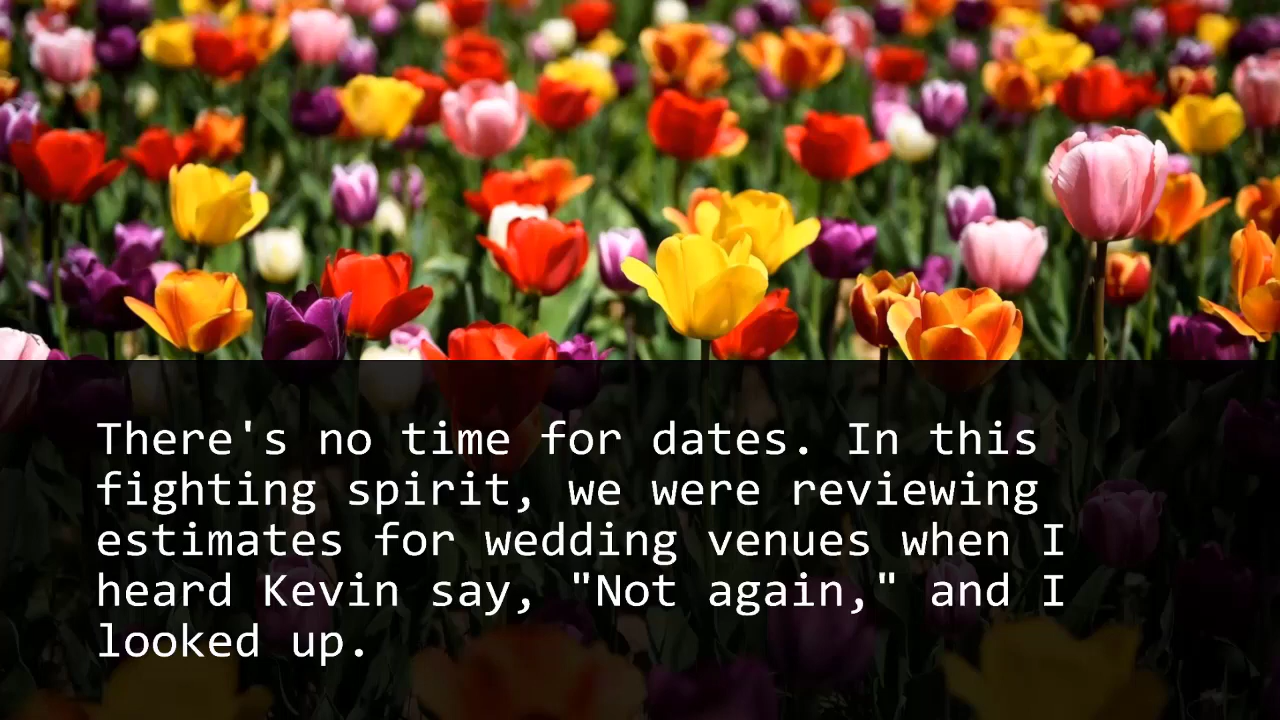 There's no time for dates. In this
fighting spirit, we were reviewing
estimates for wedding venues when I
heard Kevin say, "Not again," and I
looked up.